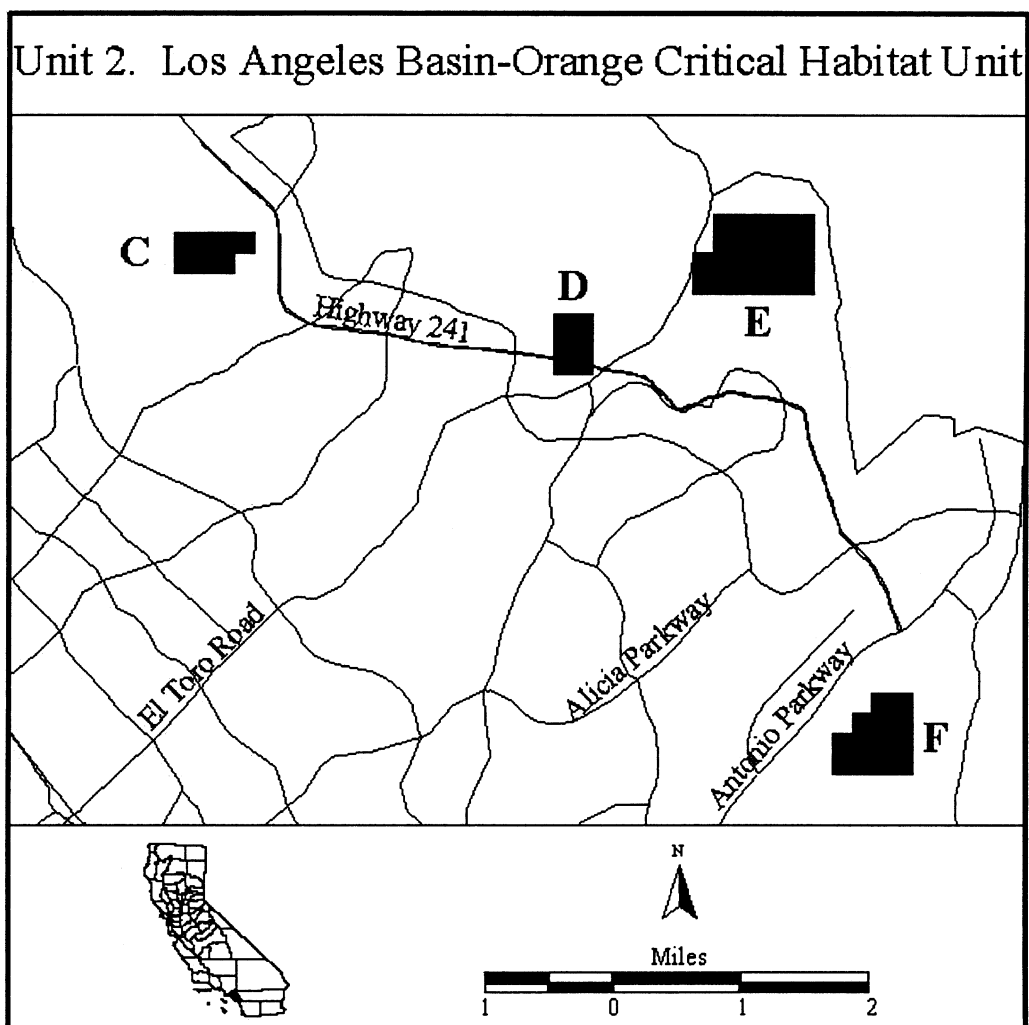 Unit 2. Los Angeles Basin-Orange Critical Habitat Unit
C
D
E
Highway 241
El Toro Road
Alicia Parkway
Antonio Parkway
F
N
Miles
1 0 1 2